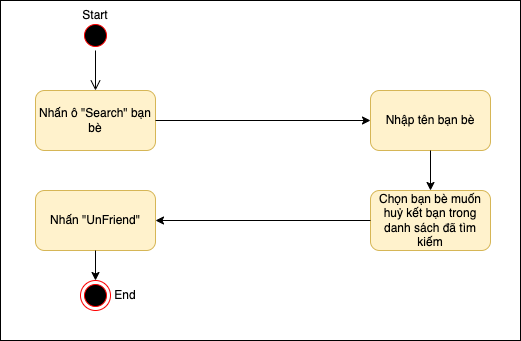 Start
Nhấn ô "Search" bạn
bè
Nhập tên bạn bè
Chọn bạn bè muốn
huỷ kết bạn trong
danh sách đã tìm
kiếm
Nhấn "UnFriend"
End